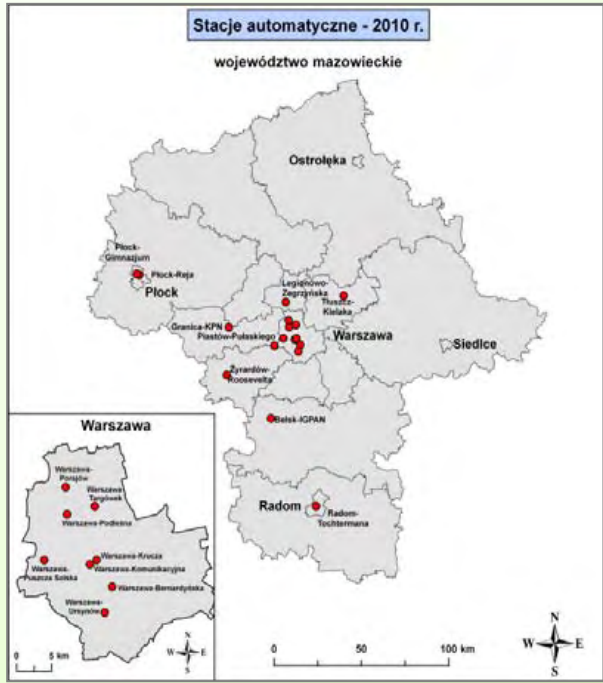 Stacje automatyczne - 2010 r.
województwo mazowieckie
Ostrołęka
Płock-
Gimnazjum
Płock-Reja
Płock
Legionowo-
Zegrzyńska
Tłuszcz-
Kielaka
Granica-KPN
Piastów-Pułaskiego
Warszawa
Siedlce
Żyrardów-
Roosevelta
Belsk-IGPAN
Radom
Radom-
Tochtermana
Warszawa
Warszawa-
Porajów
Warszawa-
Targówek
Warszawa-Podleśna
Warszawa-Krucza
Warszawa-Komunikacyjna
Warszawa-
Puszcza Solska
Warszawa-Bernardyńska
Warszawa-
Ursynów
N
W E
S
0 5 km
N
W E
S
0 50 100 km